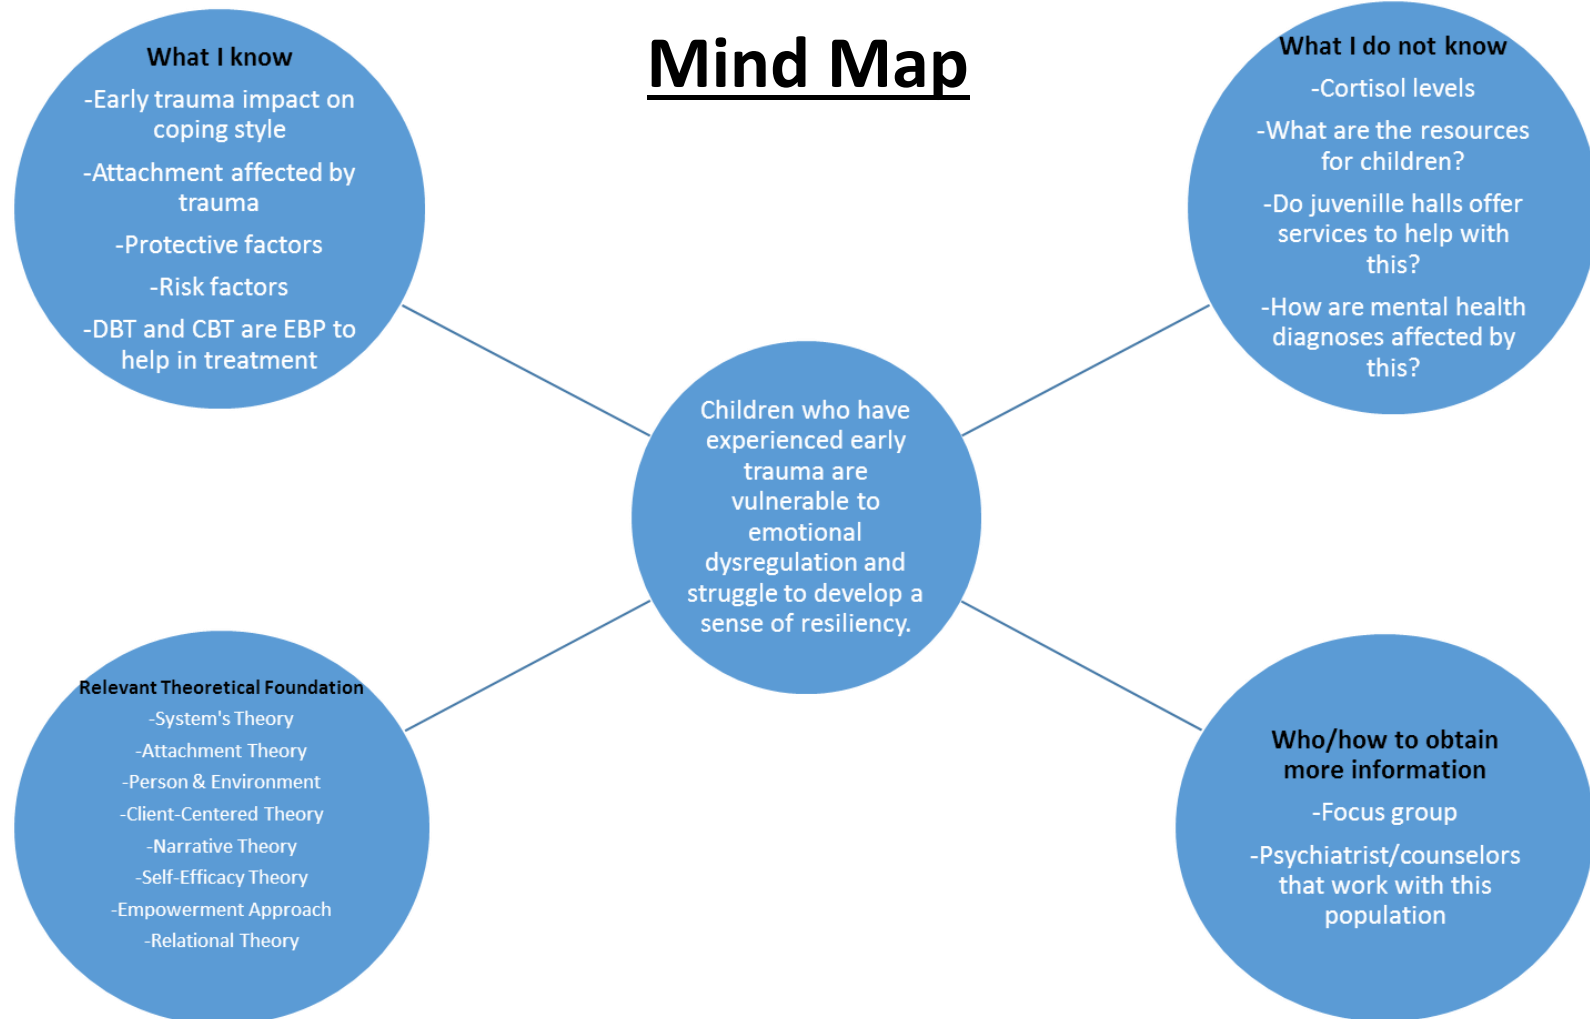 Mind Map
What I know
-Early trauma impact on
coping style
-Attachment affected by
trauma
-Protective factors
-Risk factors
-DBT and CBT are EBP to
help in treatment
What I do not know
-Cortisol levels
-What are the resources
for children?
-Do juvenille halls offer
services to help with
this?
-How are mental health
diagnoses affected by
this?
Children who have
experienced early
trauma are
vulnerable to
emotional
dysregulation and
struggle to develop a
sense of resiliency.
Relevant Theoretical Foundation
-System's Theory
-Attachment Theory
-Person & Environment
-Client-Centered Theory
-Narrative Theory
-Self-Efficacy Theory
-Empowerment Approach
-Relational Theory
Who/how to obtain
more information
-Focus group
-Psychiatrist/counselors
that work with this
population